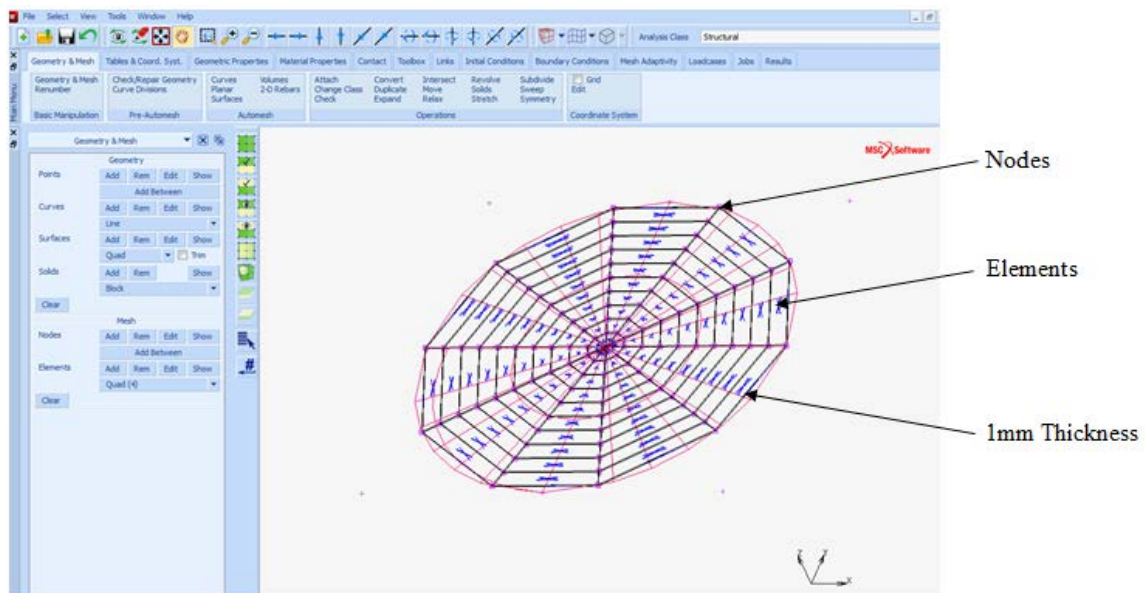 File Select View Tools Window Help
Analysis Class Structural
Geometry & Mesh Tables & Coord. Syst. Geometric Properties Material Properties Contact Toolbox Links Initial Conditions Boundary Conditions Mesh Adaptivity Loadcases Jobs Results
Main Menu
Geometry & Mesh Check/Repair Geometry Curves Volumes Attach Convert Intersect Revolve Subdivide Grid
Renumber Curve Divisions Planar 2-D Rebars Change Class Duplicate Move Solids Sweep Edit
Surfaces Check Expand Relax Stretch Symmetry
Basic Manipulation Pre-Automesh Automesh Operations Coordinate System
Geometry & Mesh
Geometry
Points Add Rem Edit Show
Add Between
Curves Add Rem Edit Show
Line
Surfaces Add Rem Edit Show
Quad Trim
Solids Add Rem Show
Block
Clear
Mesh
Nodes Add Rem Edit Show
Add Between
Elements Add Rem Edit Show
Quad (4)
Clear
MSC Software
Nodes
Elements
1mm Thickness
Z Y X